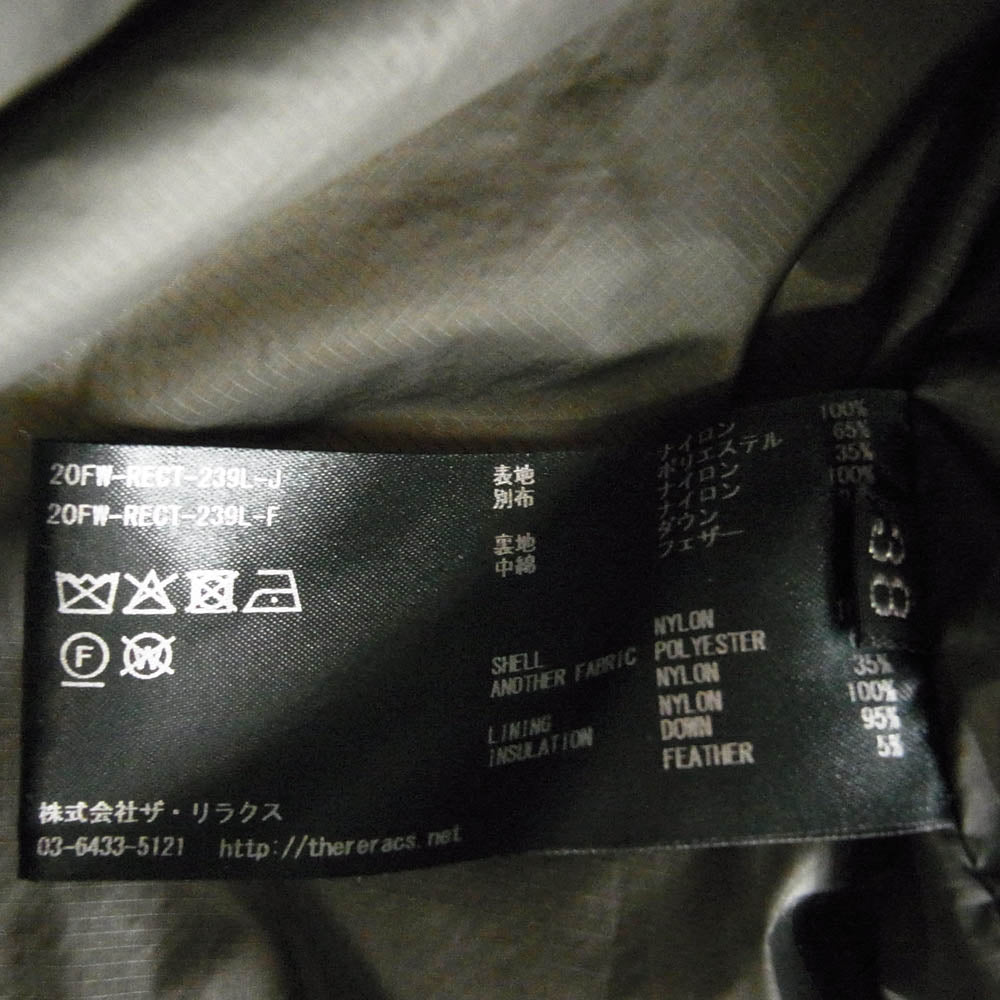 20FW-RECT-239L-J
20FW-RECT-239L-F
F
W
株式会社ザ・リラクス
03-6433-5121 http://thereracs.net
表地 ナイロン 100%
別布 ポリエステル 65%
ナイロン 35%
裏地 ナイロン 100%
中綿 ダウン
フェザー
SHELL NYLON
ANOTHER FABRIC POLYESTER
NYLON 35%
LINING NYLON 100%
INSULATION DOWN 95%
FEATHER 5%
38